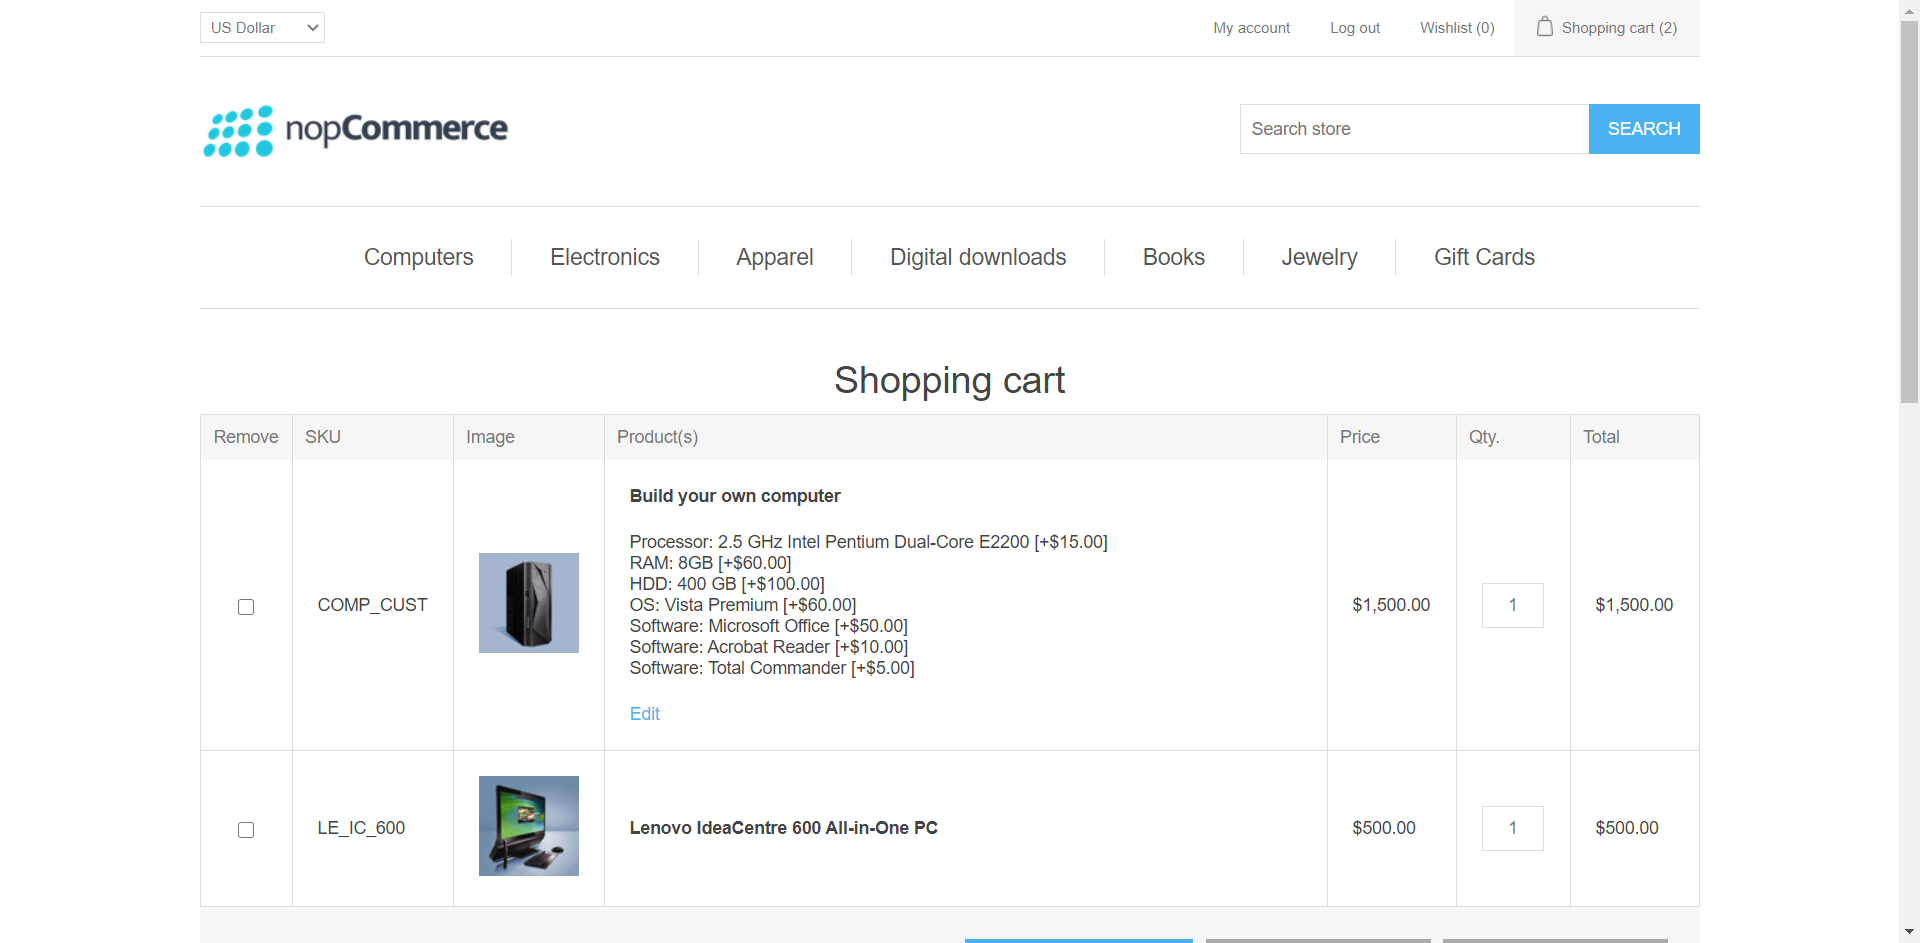 US Dollar
My account
Log out
Wishlist (0)
Shopping cart (2)
nopCommerce
Search store
SEARCH
Computers
Electronics
Apparel
Digital downloads
Books
Jewelry
Gift Cards
Shopping cart
Remove SKU Image Product(s) Price Qty. Total
Build your own computer
Processor: 2.5 GHz Intel Pentium Dual-Core E2200 [+$15.00]
RAM: 8GB [+$60.00]
HDD: 400 GB [+$100.00]
COMP_CUST OS: Vista Premium [+$60.00] $1,500.00 1 $1,500.00
Software: Microsoft Office [+$50.00]
Software: Acrobat Reader [+$10.00]
Software: Total Commander [+$5.00]
Edit
LE_IC_600 Lenovo IdeaCentre 600 All-in-One PC $500.00 1 $500.00